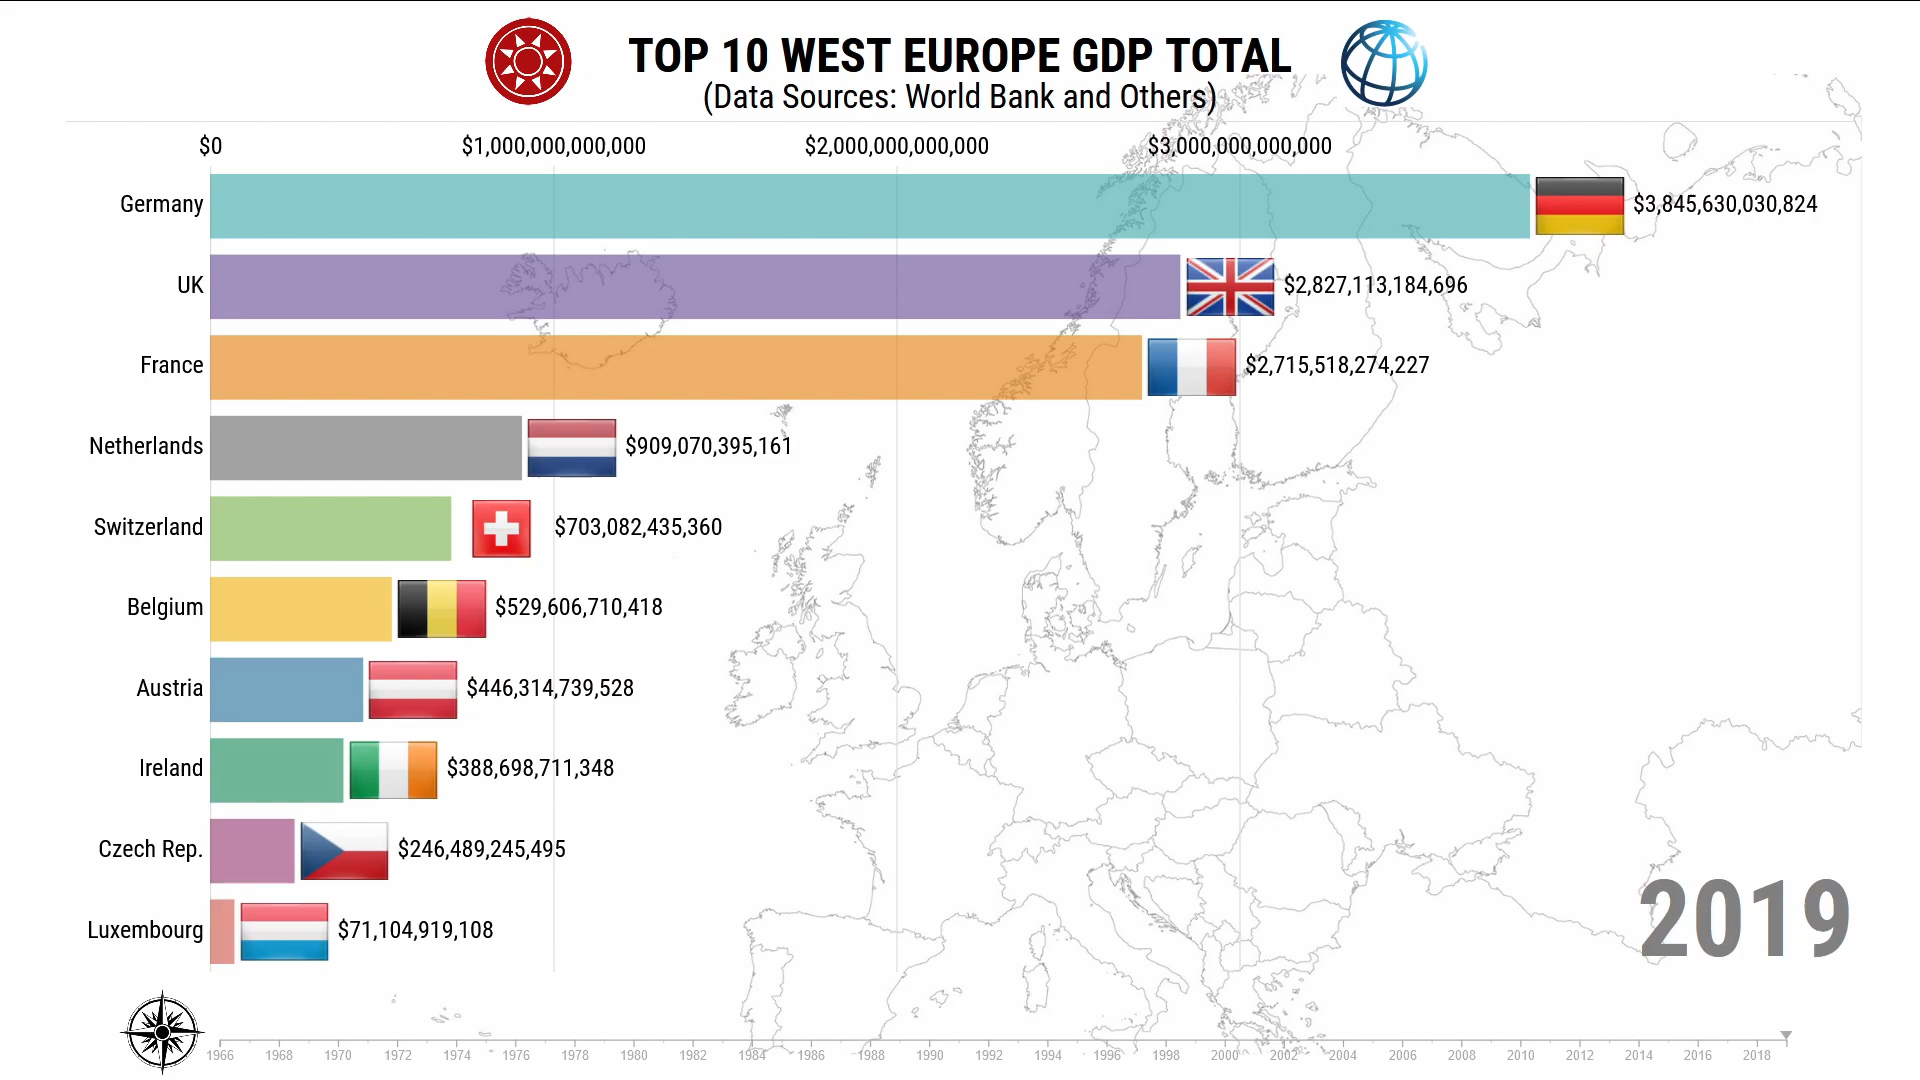 TOP 10 WEST EUROPE GDP TOTAL
(Data Sources: World Bank and Others)
$0 $1,000,000,000,000 $2,000,000,000,000 $3,000,000,000,000
Germany $3,845,630,030,824
UK $2,827,113,184,696
France $2,715,518,274,227
Netherlands $909,070,395,161
Switzerland $703,082,435,360
Belgium $529,606,710,418
Austria $446,314,739,528
Ireland $388,698,711,348
Czech Rep. $246,489,245,495
Luxembourg $71,104,919,108
2019
1966 1968 1970 1972 1974 1976 1978 1980 1982 1984 1986 1988 1990 1992 1994 1996 1998 2000 2002 2004 2006 2008 2010 2012 2014 2016 2018